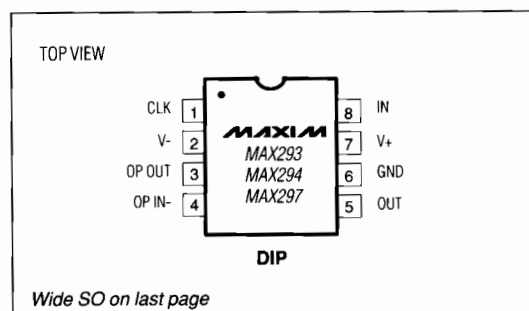 TOP VIEW
CLK 1 8 IN
V- 2 MAXIM 7 V+
MAX293
OP OUT 3 MAX294 6 GND
OP IN- 4 MAX297 5 OUT
DIP
Wide SO on last page